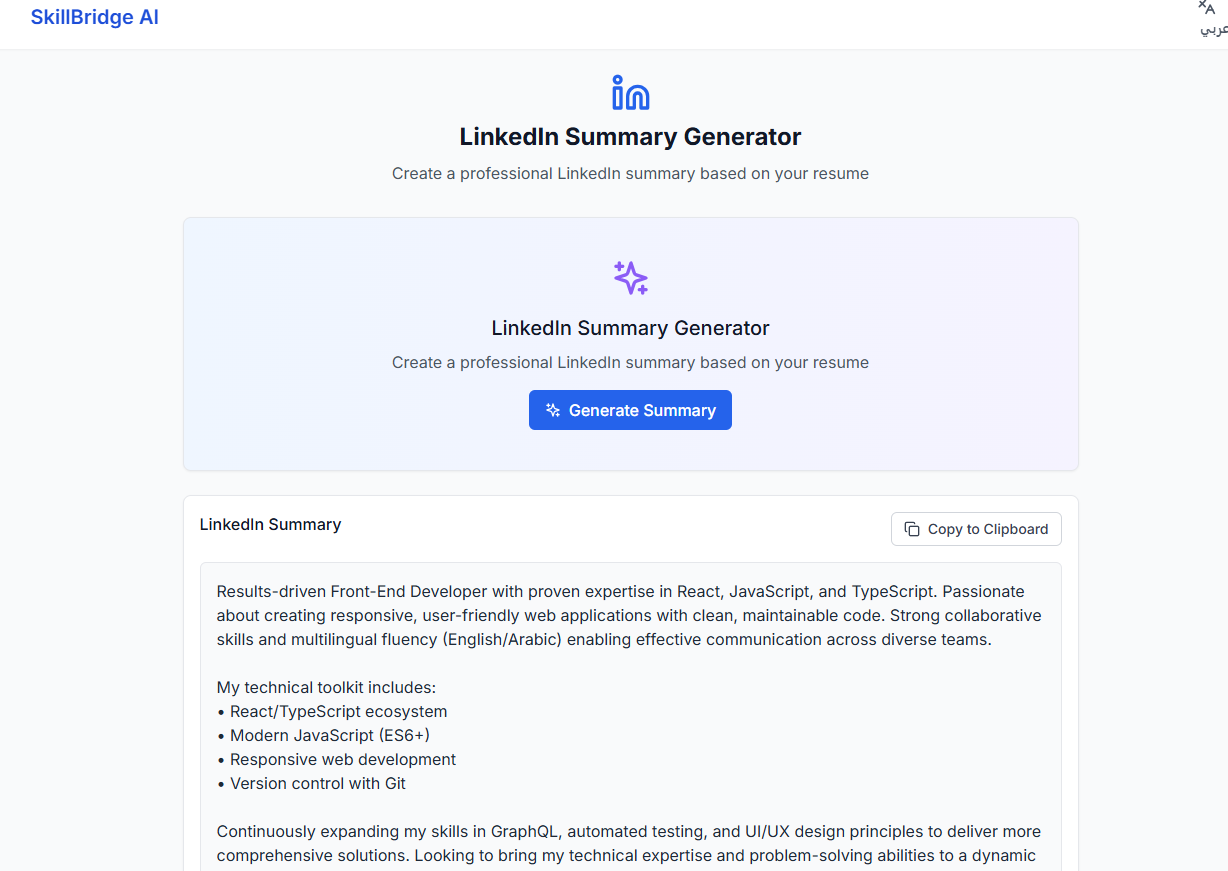 SkillBridge AI
عربي
LinkedIn Summary Generator
Create a professional LinkedIn summary based on your resume
LinkedIn Summary Generator
Create a professional LinkedIn summary based on your resume
Generate Summary
LinkedIn Summary
Copy to Clipboard
Results-driven Front-End Developer with proven expertise in React, JavaScript, and TypeScript. Passionate
about creating responsive, user-friendly web applications with clean, maintainable code. Strong collaborative
skills and multilingual fluency (English/Arabic) enabling effective communication across diverse teams.
My technical toolkit includes:
• React/TypeScript ecosystem
• Modern JavaScript (ES6+)
• Responsive web development
• Version control with Git
Continuously expanding my skills in GraphQL, automated testing, and UI/UX design principles to deliver more
comprehensive solutions. Looking to bring my technical expertise and problem-solving abilities to a dynamic